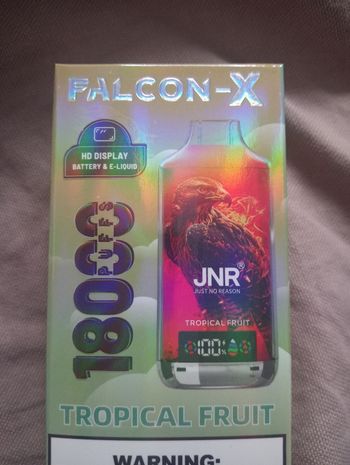 FALCON-X
HD DISPLAY
BATTERY & E-LIQUID
18000
PUFFS
JNR®
JUST NO REASON
TROPICAL FRUIT
100%
TROPICAL FRUIT
WARNING: